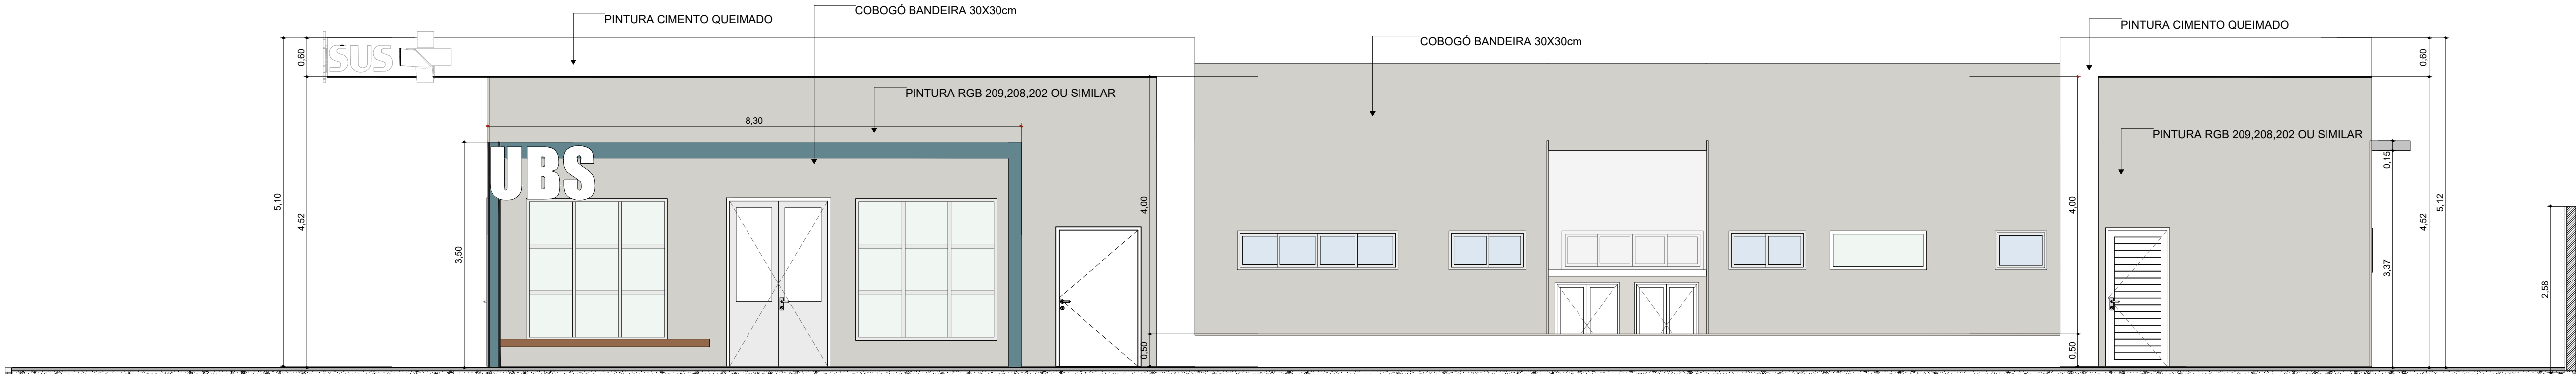 COBOGÓ BANDEIRA 30X30cm
PINTURA CIMENTO QUEIMADO
PINTURA CIMENTO QUEIMADO
COBOGÓ BANDEIRA 30X30cm
SUS
0,60
0,60
PINTURA RGB 209,208,202 OU SIMILAR
8,30
PINTURA RGB 209,208,202 OU SIMILAR
UBS
0,15
5,10
4,52
3,50
4,00
4,00
3,37
4,52
5,12
2,58
0,50
0,50